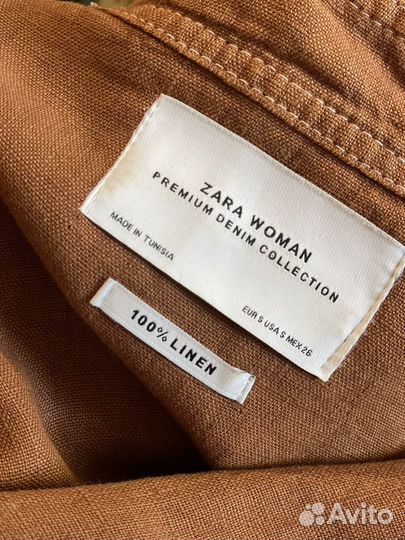 ZARA WOMAN
PREMIUM DENIM COLLECTION
MADE IN TUNISIA
EUR S USA S MEX 26
100% LINEN
Avito